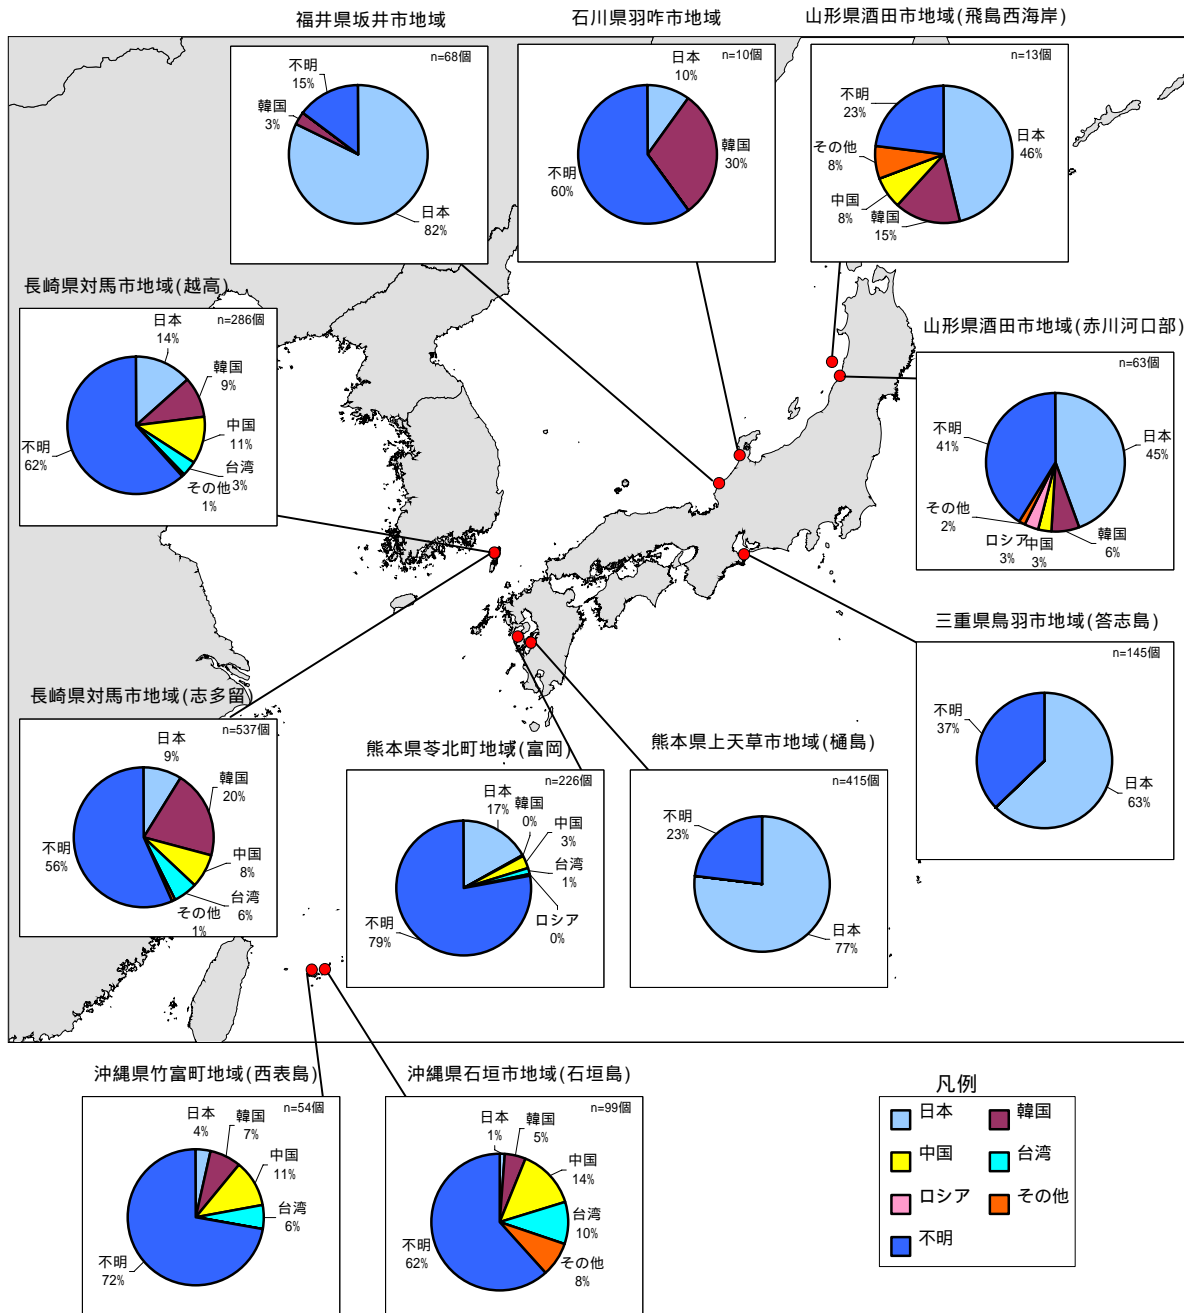 福井県坂井市地域
n=68個
不明
15%
韓国
3%
日本
82%
石川県羽咋市地域
n=10個
日本
10%
韓国
30%
不明
60%
山形県酒田市地域(飛島西海岸)
n=13個
不明
23%
日本
46%
その他
8%
中国
8%
韓国
15%
長崎県対馬市地域(越高)
n=286個
日本
14%
韓国
9%
中国
11%
不明
62%
台湾
3%
その他
1%
山形県酒田市地域(赤川河口部)
n=63個
不明
41%
日本
45%
その他
2%
ロシア
3%
中国
3%
韓国
6%
三重県鳥羽市地域(答志島)
n=145個
不明
37%
日本
63%
長崎県対馬市地域(志多留)
n=537個
日本
9%
韓国
20%
不明
56%
中国
8%
台湾
6%
その他
1%
熊本県苓北町地域(富岡)
n=226個
日本
17%
韓国
0%
中国
3%
台湾
1%
不明
79%
ロシア
0%
熊本県上天草市地域(樋島)
n=415個
不明
23%
日本
77%
沖縄県竹富町地域(西表島)
n=54個
日本
4%
韓国
7%
中国
11%
台湾
6%
不明
72%
沖縄県石垣市地域(石垣島)
n=99個
日本
1%
韓国
5%
中国
14%
台湾
10%
不明
62%
その他
8%
凡例
日本
韓国
中国
台湾
ロシア
その他
不明